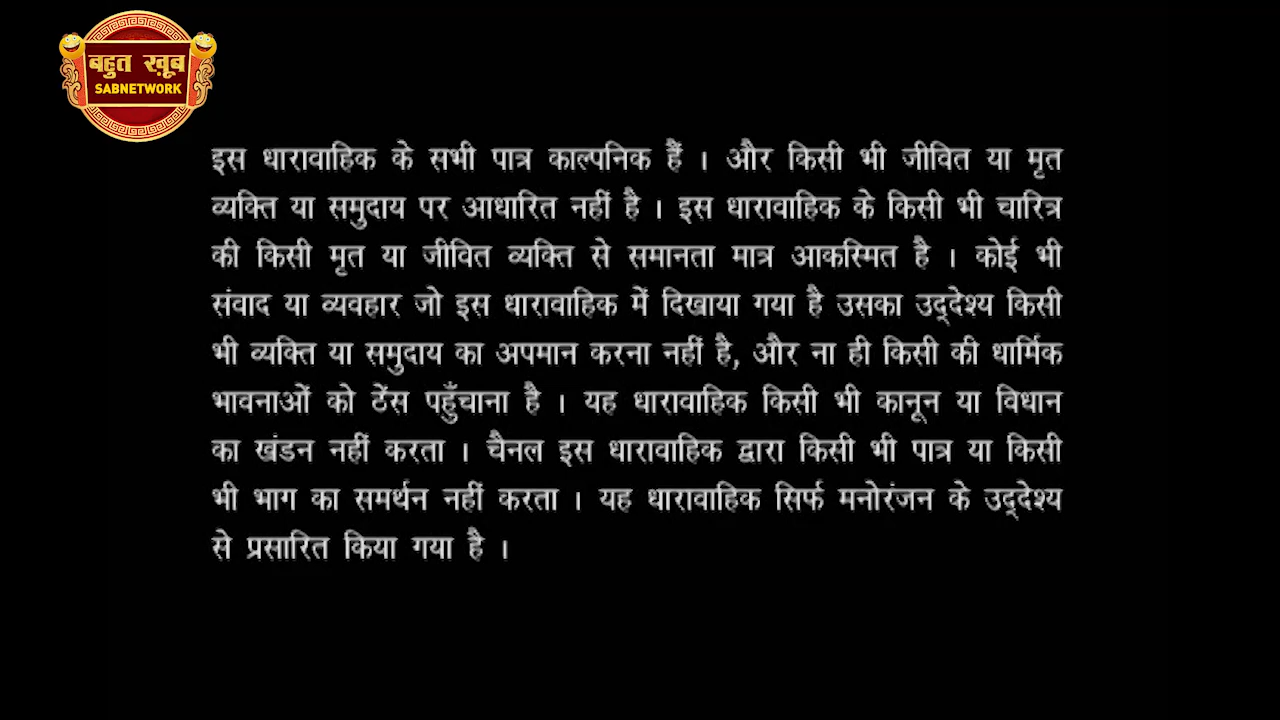 बहुत ख़ूब
SABNETWORK
इस धारावाहिक के सभी पात्र काल्पनिक हैं । और किसी भी जीवित या मृत
व्यक्ति या समुदाय पर आधारित नहीं है । इस धारावाहिक के किसी भी चारित्र
की किसी मृत या जीवित व्यक्ति से समानता मात्र आकस्मित है । कोई भी
संवाद या व्यवहार जो इस धारावाहिक में दिखाया गया है उसका उद्देश्य किसी
भी व्यक्ति या समुदाय का अपमान करना नहीं है, और ना ही किसी की धार्मिक
भावनाओं को टेंस पहुँचाना है । यह धारावाहिक किसी भी कानून या विधान
का खंडन नहीं करता । चैनल इस धारावाहिक द्वारा किसी भी पात्र या किसी
भी भाग का समर्थन नहीं करता । यह धारावाहिक सिर्फ मनोरंजन के उद्देश्य
से प्रसारित किया गया है ।